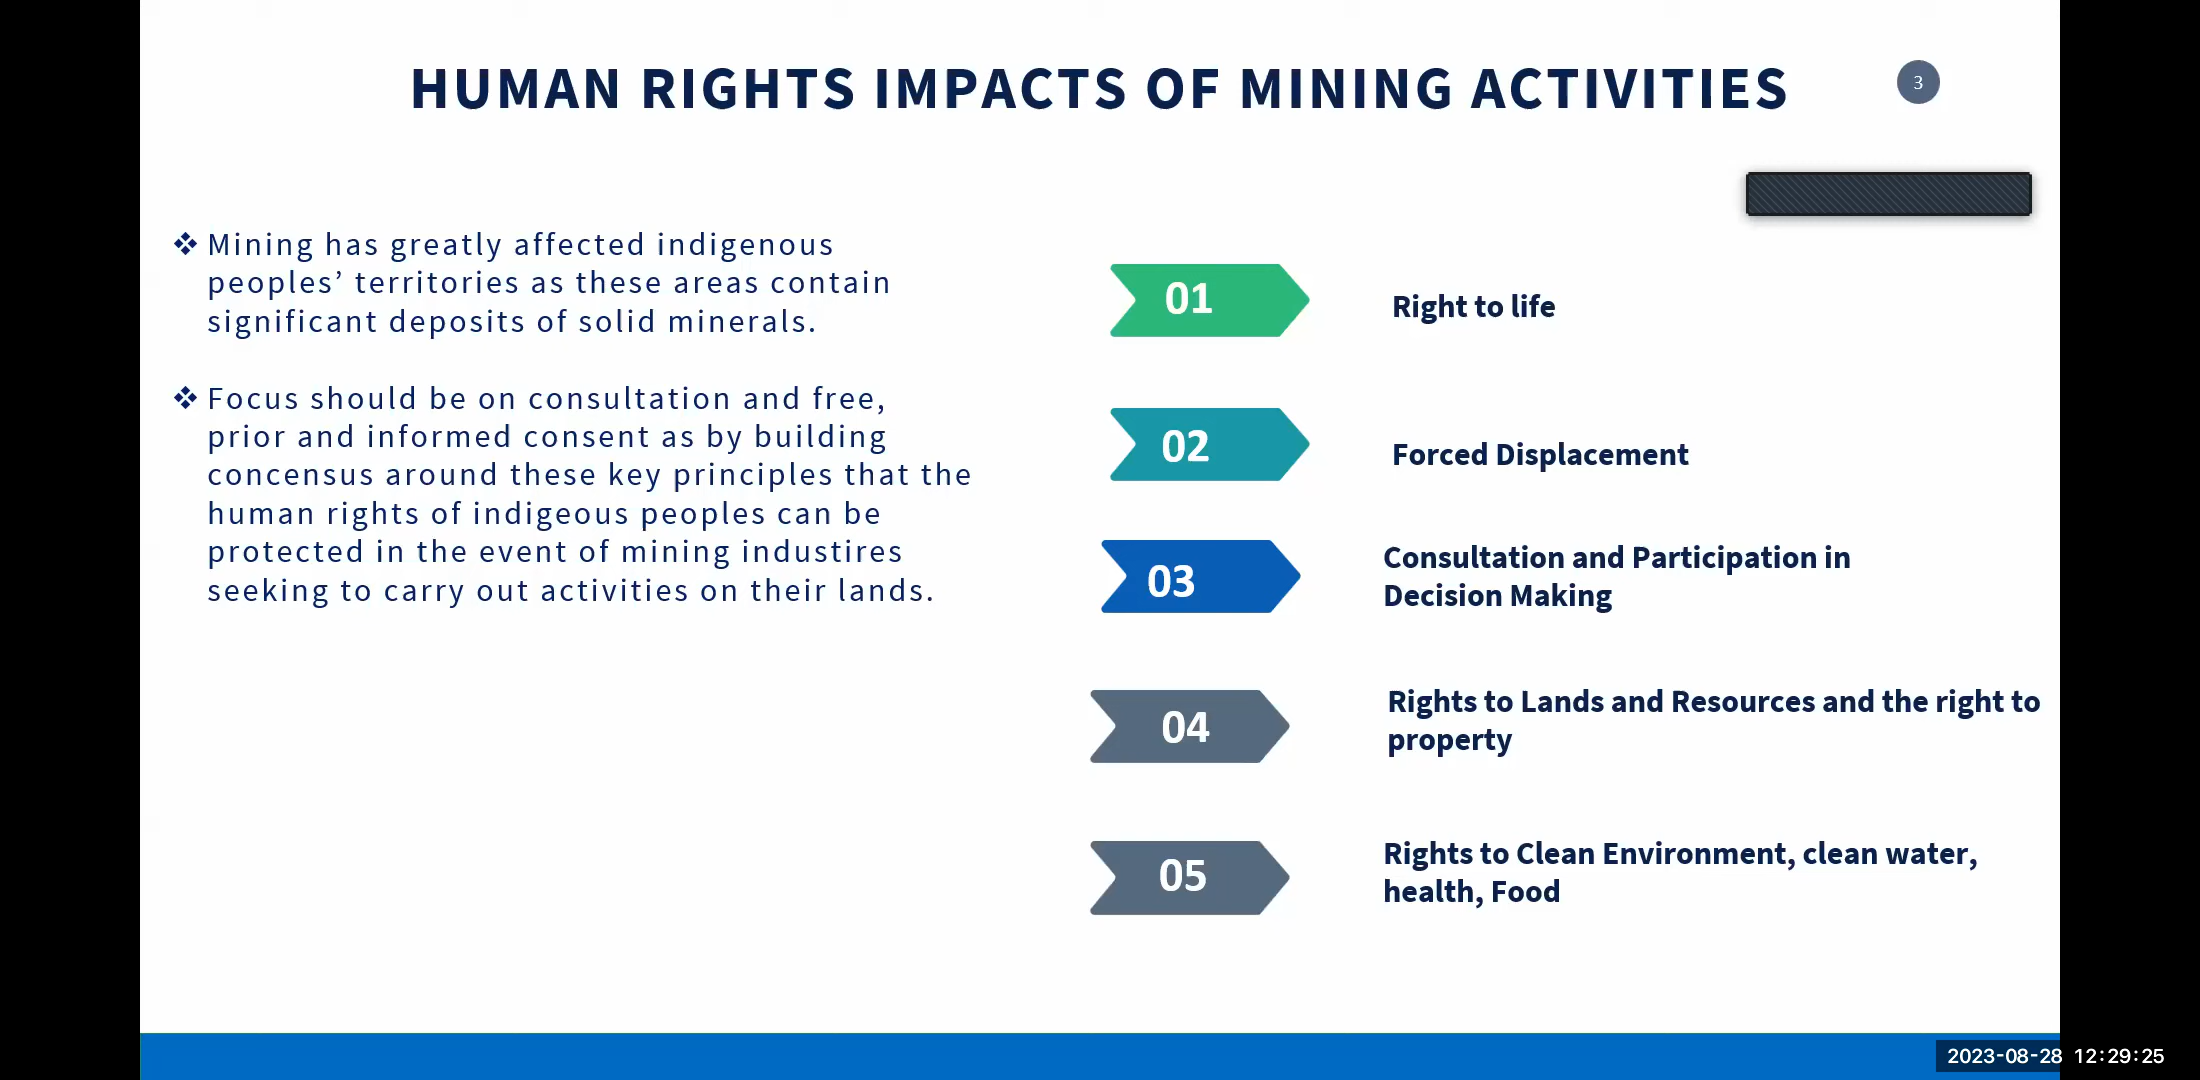 HUMAN RIGHTS IMPACTS OF MINING ACTIVITIES
3
❖ Mining has greatly affected indigenous
peoples’ territories as these areas contain
significant deposits of solid minerals.
❖ Focus should be on consultation and free,
prior and informed consent as by building
concensus around these key principles that the
human rights of indigeous peoples can be
protected in the event of mining industires
seeking to carry out activities on their lands.
01
Right to life
02
Forced Displacement
03
Consultation and Participation in
Decision Making
04
Rights to Lands and Resources and the right to
property
05
Rights to Clean Environment, clean water,
health, Food
2023-08-28 12:29:25